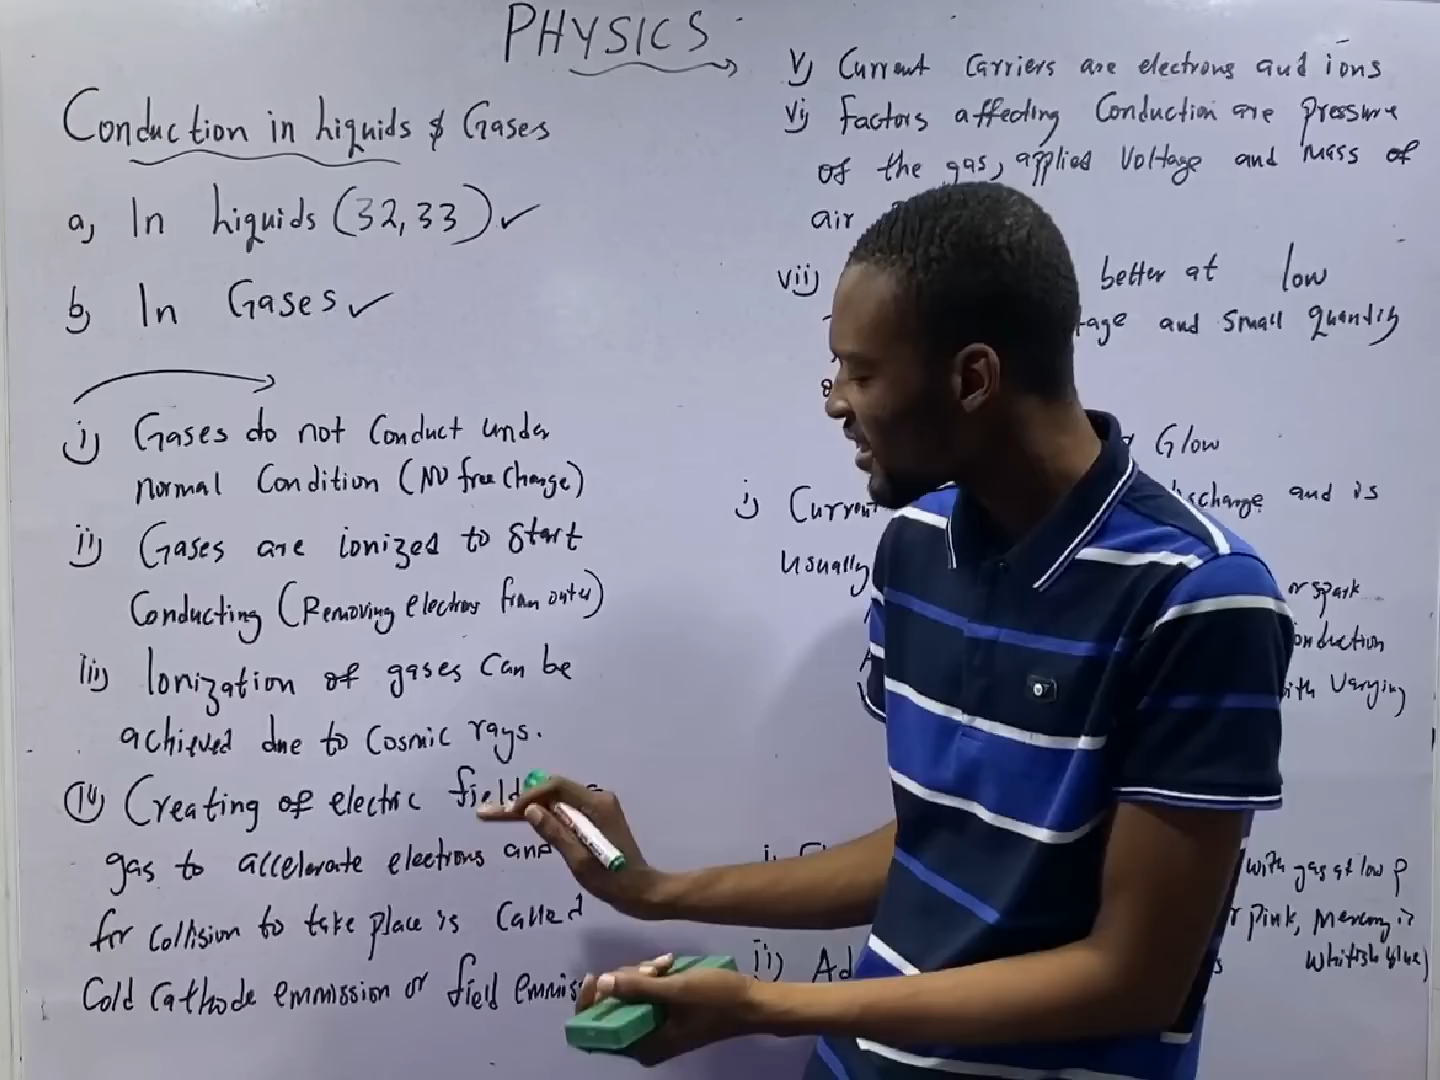 PHYSICS
Conduction in Liquids & Gases
a) In Liquids (32,33) ✓
b) In Gases ✓
i) Gases do not Conduct under
normal Condition (No free Charge)
ii) Gases are ionized to Start
Conducting (Removing electrons from outer)
iii) Ionization of gases Can be
achieved due to Cosmic rays.
iv) Creating of electric field
gas to accelerate electrons and
for Collision to take place is Called
Cold Cathode emmission or field emmis
v) Current Carriers are electrons and ions
vi) factors affecting Conduction are pressure
of the gas, applied Voltage and mass of
air
vii) better at low
tage and Small quantity
Glow
i) Current ischarge and is
Usually
or spark
onduction
ith Varying
i)
with gas at low p
r Pink, Mercury is
ii) Ad whitish blue)